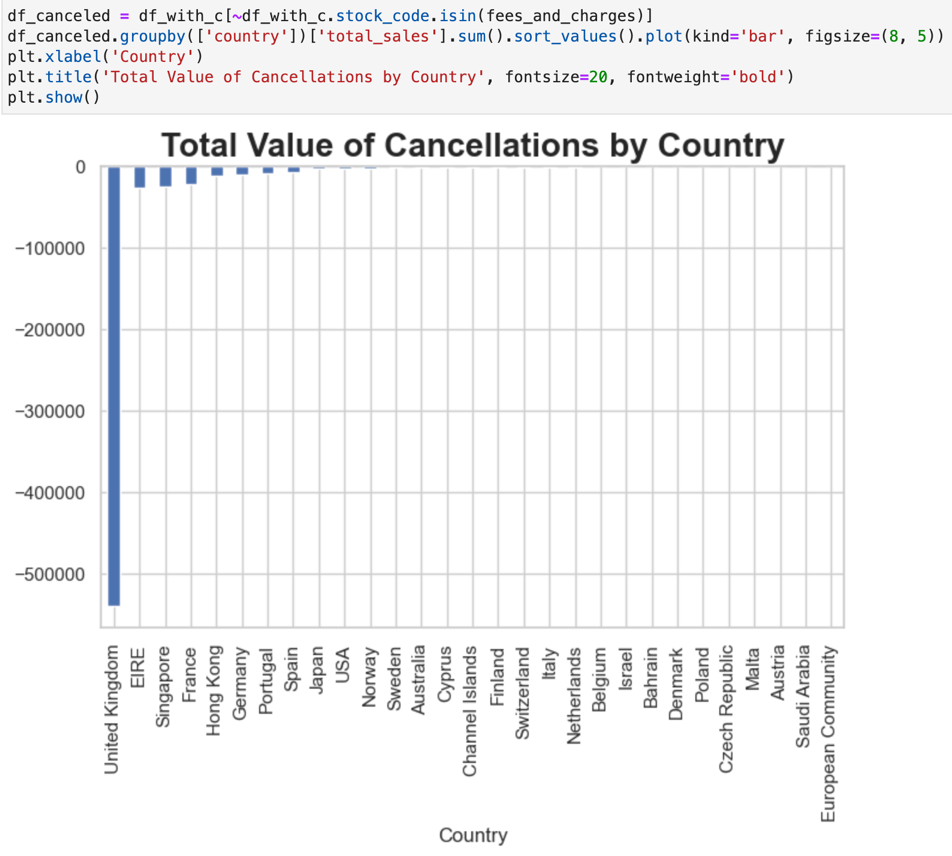 df_canceled = df_with_c[~df_with_c.stock_code.isin(fees_and_charges)]
df_canceled.groupby(['country'])['total_sales'].sum().sort_values().plot(kind='bar', figsize=(8, 5))
plt.xlabel('Country')
plt.title('Total Value of Cancellations by Country', fontsize=20, fontweight='bold')
plt.show()
Total Value of Cancellations by Country
0
−100000
−200000
−300000
−400000
−500000
United Kingdom
EIRE
Singapore
France
Hong Kong
Germany
Portugal
Spain
Japan
USA
Norway
Sweden
Australia
Cyprus
Channel Islands
Finland
Switzerland
Italy
Netherlands
Belgium
Israel
Bahrain
Denmark
Poland
Czech Republic
Malta
Austria
Saudi Arabia
European Community
Country